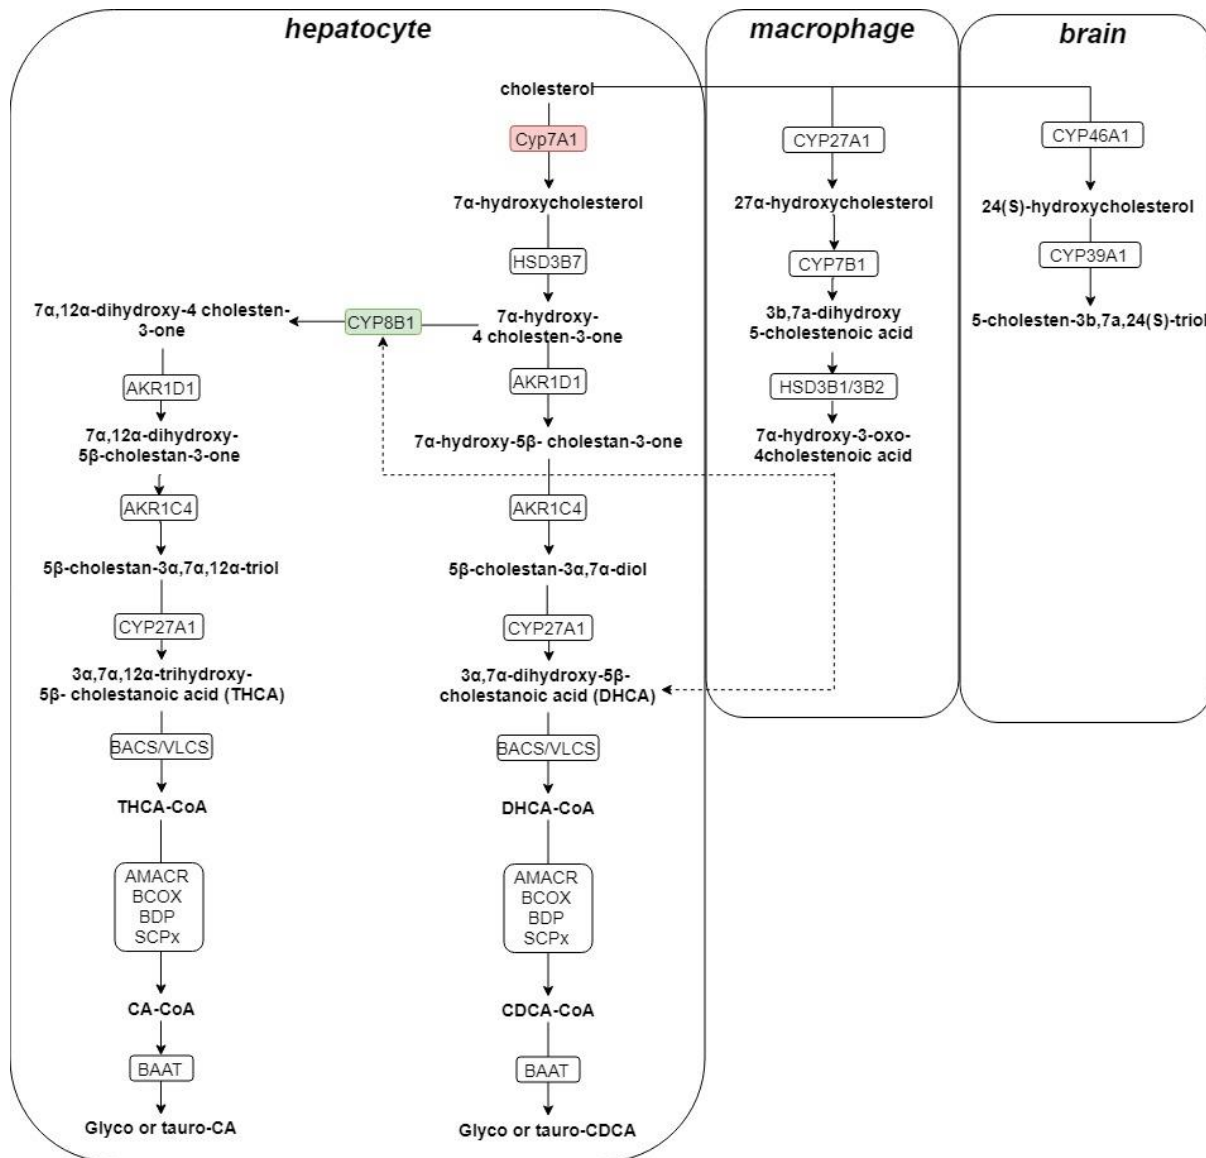 hepatocyte
macrophage
brain
cholesterol
Cyp7A1
7α-hydroxycholesterol
HSD3B7
7α-hydroxy-
4 cholesten-3-one
CYP8B1
7α,12α-dihydroxy-4 cholesten-
3-one
AKR1D1
7α,12α-dihydroxy-
5β-cholestan-3-one
AKR1C4
5β-cholestan-3α,7α,12α-triol
CYP27A1
3α,7α,12α-trihydroxy-
5β- cholestanoic acid (THCA)
BACS/VLCS
THCA-CoA
AMACR
BCOX
BDP
SCPx
CA-CoA
BAAT
Glyco or tauro-CA
AKR1D1
7α-hydroxy-5β- cholestan-3-one
AKR1C4
5β-cholestan-3α,7α-diol
CYP27A1
3α,7α-dihydroxy-5β-
cholestanoic acid (DHCA)
BACS/VLCS
DHCA-CoA
AMACR
BCOX
BDP
SCPx
CDCA-CoA
BAAT
Glyco or tauro-CDCA
CYP27A1
27α-hydroxycholesterol
CYP7B1
3b,7a-dihydroxy
5-cholestenoic acid
HSD3B1/3B2
7α-hydroxy-3-oxo-
4cholestenoic acid
CYP46A1
24(S)-hydroxycholesterol
CYP39A1
5-cholesten-3b,7a,24(S)-triol